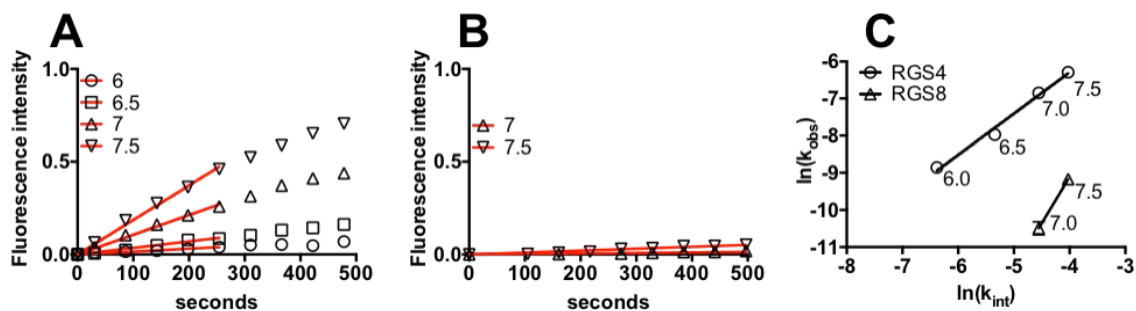 A
Fluorescence intensity
1.0
0.5
0.0
6
6.5
7
7.5
0 100 200 300 400 500
seconds
B
Fluorescence intensity
1.0
0.5
0.0
7
7.5
0 100 200 300 400 500
seconds
C
ln(kobs)
-6
-7
-8
-9
-10
-11
RGS4
RGS8
7.5
7.0
6.5
6.0
7.5
7.0
-8 -7 -6 -5 -4 -3
ln(kint)